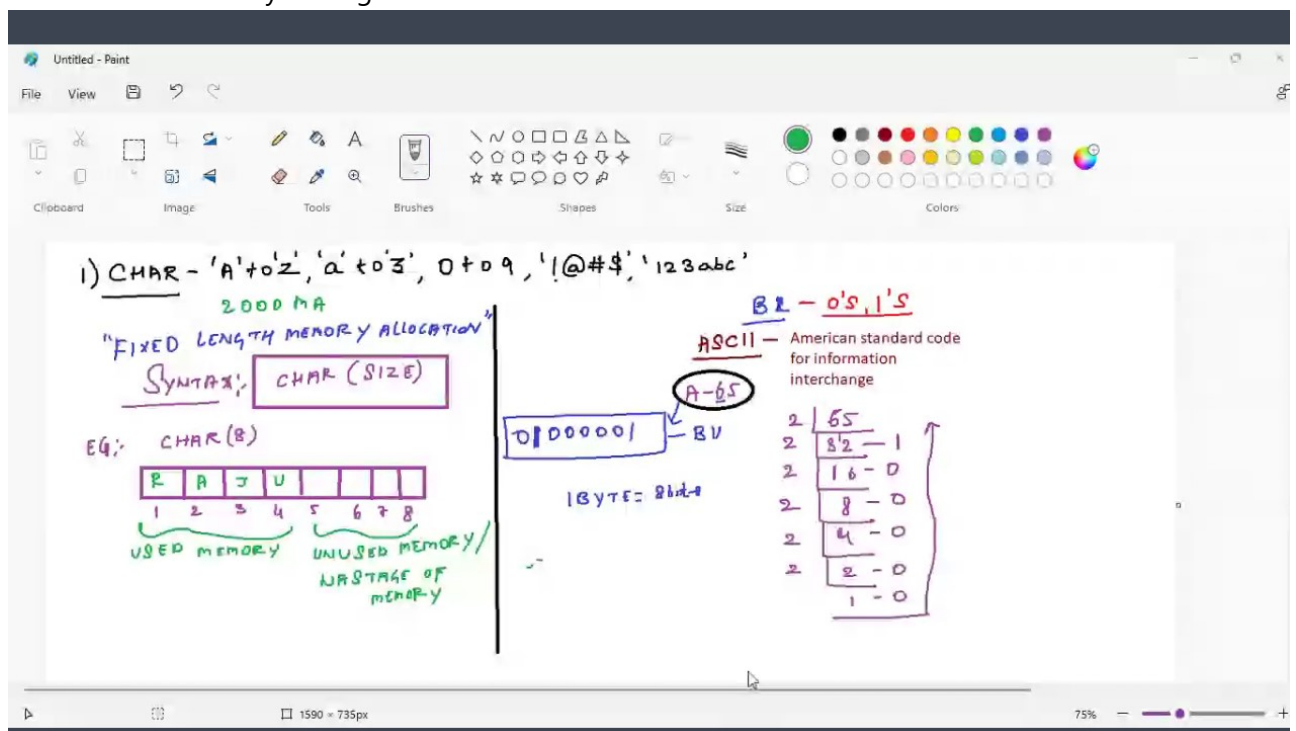 Untitled - Paint
File View
Clipboard Image Tools Brushes Shapes Size Colors
1) CHAR - 'A' to 'Z', 'a' to 'z', 0 to 9, '!@#$', '123abc'
2000 MA
"FIXED LENGTH MEMORY ALLOCATION"
SYNTAX:- CHAR (SIZE)
EG:- CHAR(8)
R A J U
1 2 3 4 5 6 7 8
USED MEMORY
UNUSED MEMORY/
WASTAGE OF
MEMORY
- 0'S, 1'S
ASCII - American standard code
for information
interchange
A-65
01000001 - BV
1BYTE = 8bits
2 65
2 32 - 1
2 16 - 0
2 8 - 0
2 4 - 0
2 2 - 0
1 - 0
1590 × 735px
75%